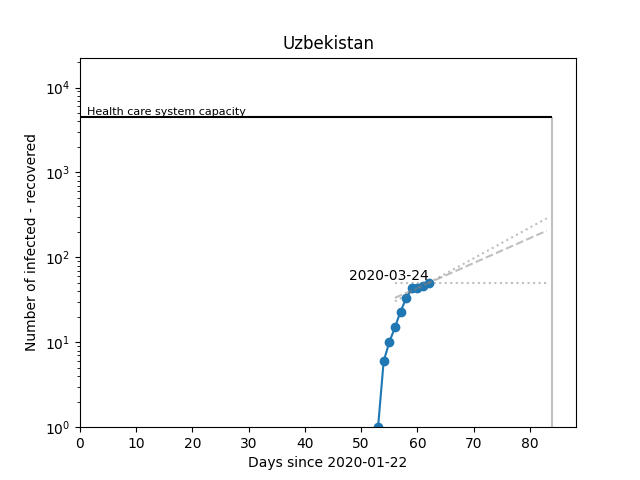 Uzbekistan
10^4
Health care system capacity
10^3
10^2
2020-03-24
10^1
10^0
0 10 20 30 40 50 60 70 80
Days since 2020-01-22
Number of infected - recovered